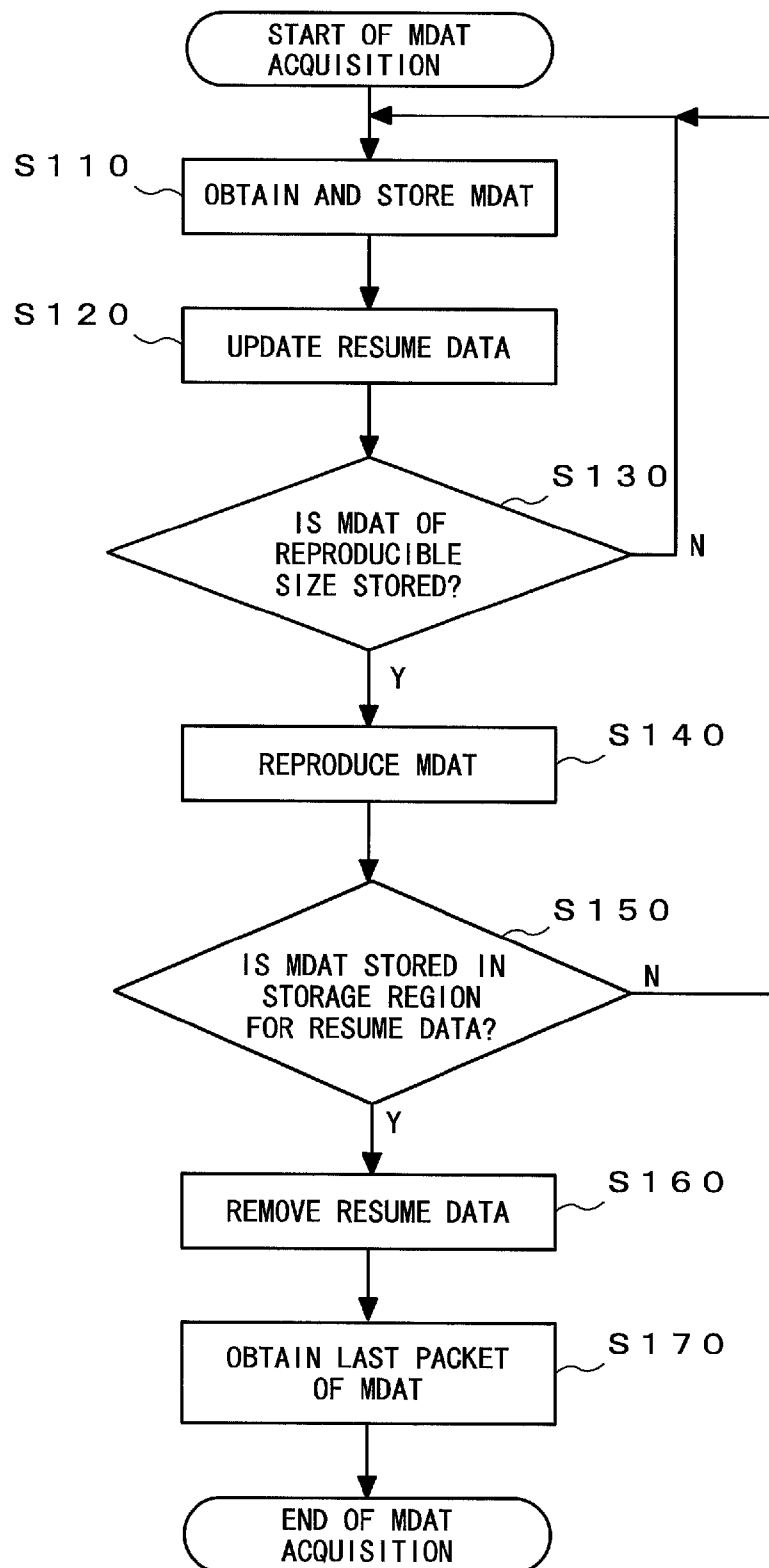 START OF MDAT
ACQUISITION
S110
OBTAIN AND STORE MDAT
S120
UPDATE RESUME DATA
S130
IS MDAT OF
REPRODUCIBLE
SIZE STORED?
N
Y
S140
REPRODUCE MDAT
S150
IS MDAT STORED IN
STORAGE REGION
FOR RESUME DATA?
N
Y
S160
REMOVE RESUME DATA
S170
OBTAIN LAST PACKET
OF MDAT
END OF MDAT
ACQUISITION